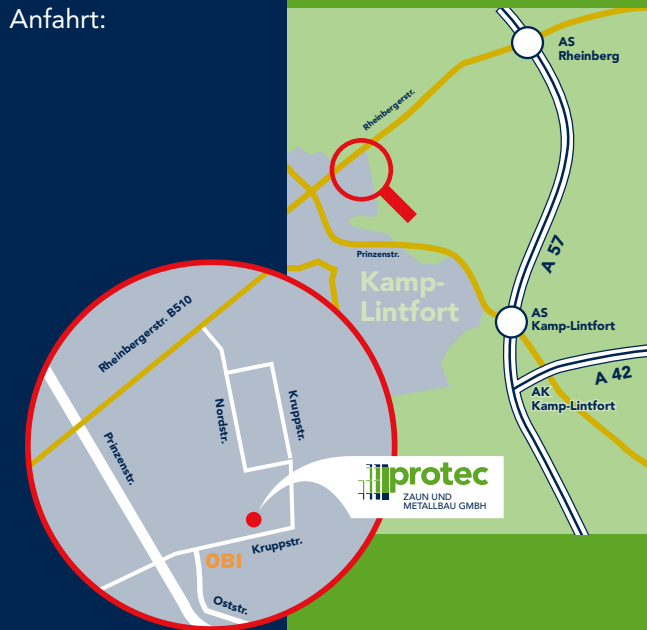 Anfahrt:
AS
Rheinberg
Rheinbergerstr.
A 57
Prinzenstr.
Kamp-
Lintfort
AS
Kamp-Lintfort
A 42
AK
Kamp-Lintfort
Rheinbergerstr. B510
Nordstr.
Kruppstr.
Prinzenstr.
protec
ZAUN UND
METALLBAU GMBH
Kruppstr.
OBI
Oststr.